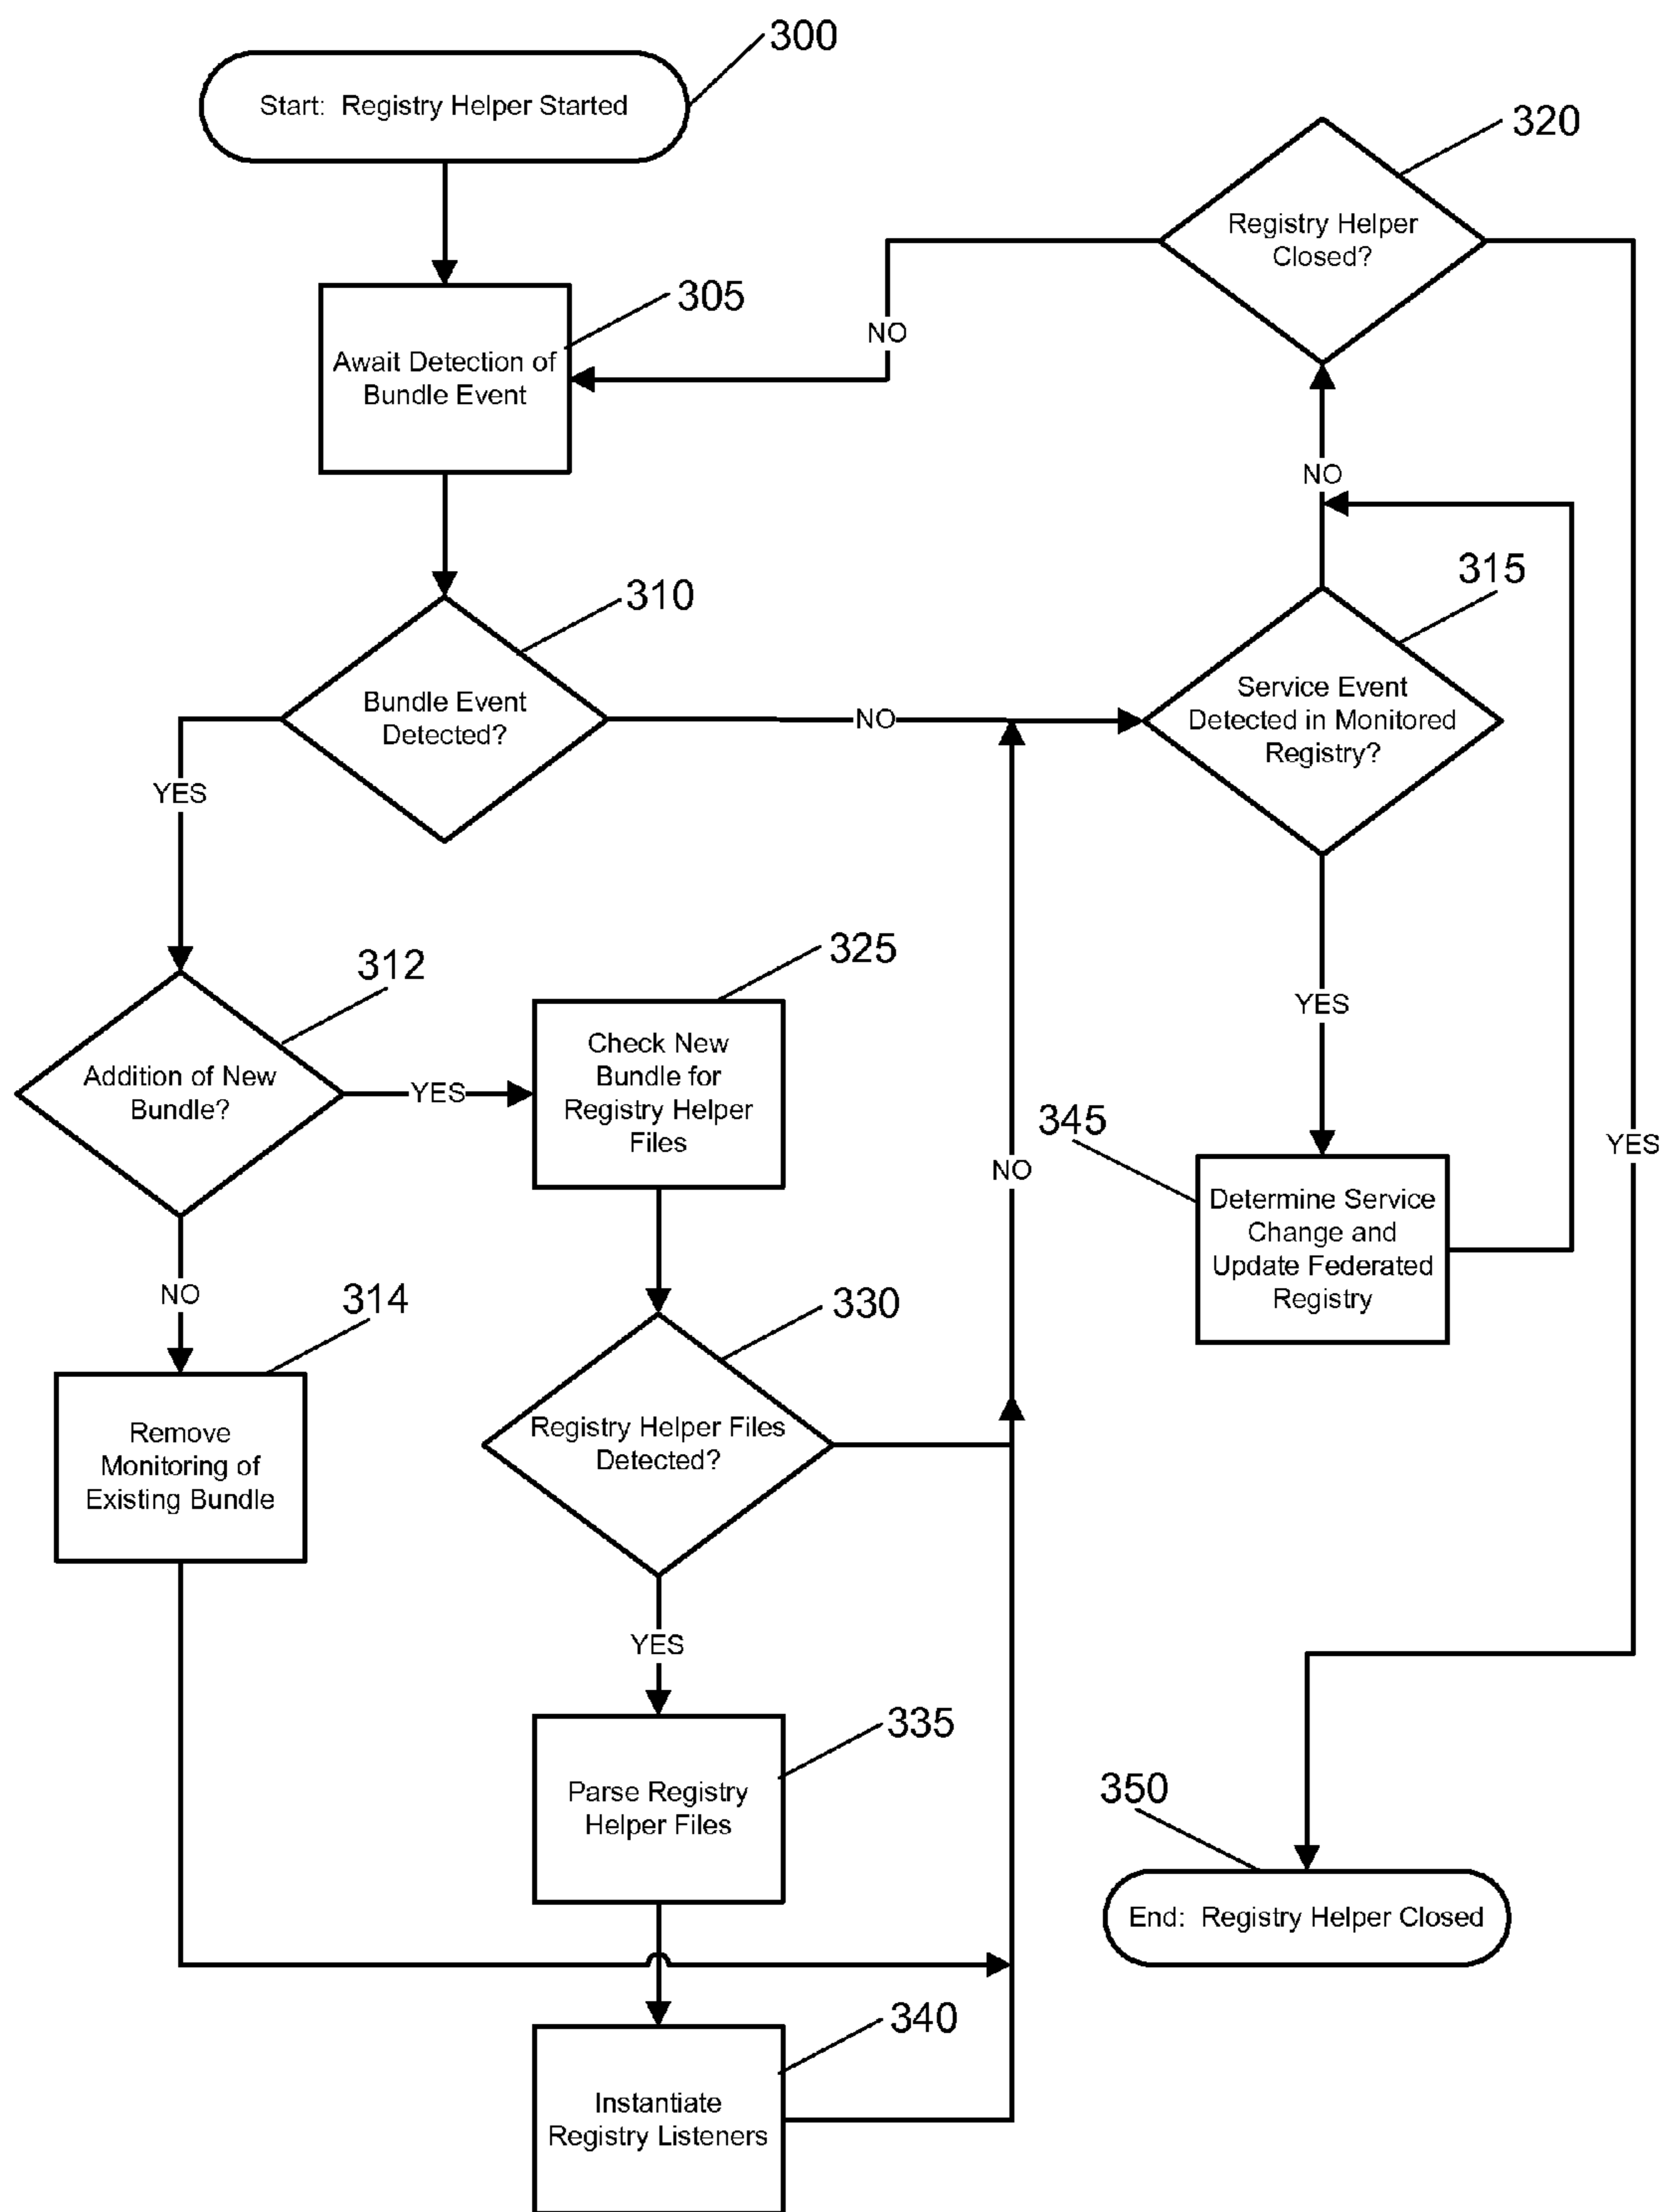 300
Start: Registry Helper Started
320
Registry Helper
Closed?
305
Await Detection of
Bundle Event
NO
NO
310
Bundle Event
Detected?
NO
315
Service Event
Detected in Monitored
Registry?
YES
YES
YES
312
Addition of New
Bundle?
YES
325
Check New
Bundle for
Registry Helper
Files
NO
345
Determine Service
Change and
Update Federated
Registry
NO
314
Remove
Monitoring of
Existing Bundle
330
Registry Helper Files
Detected?
YES
335
Parse Registry
Helper Files
350
End: Registry Helper Closed
340
Instantiate
Registry Listeners